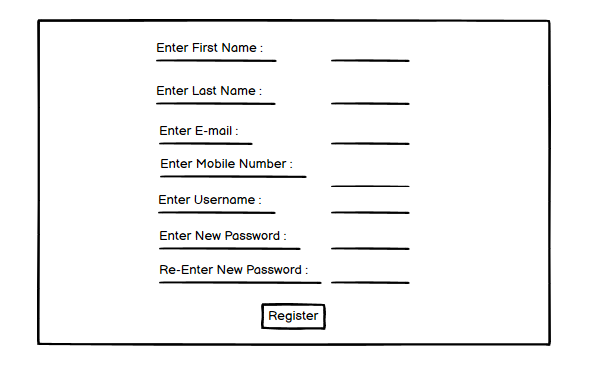 Enter First Name :
Enter Last Name :
Enter E-mail :
Enter Mobile Number :
Enter Username :
Enter New Password :
Re-Enter New Password :
Register